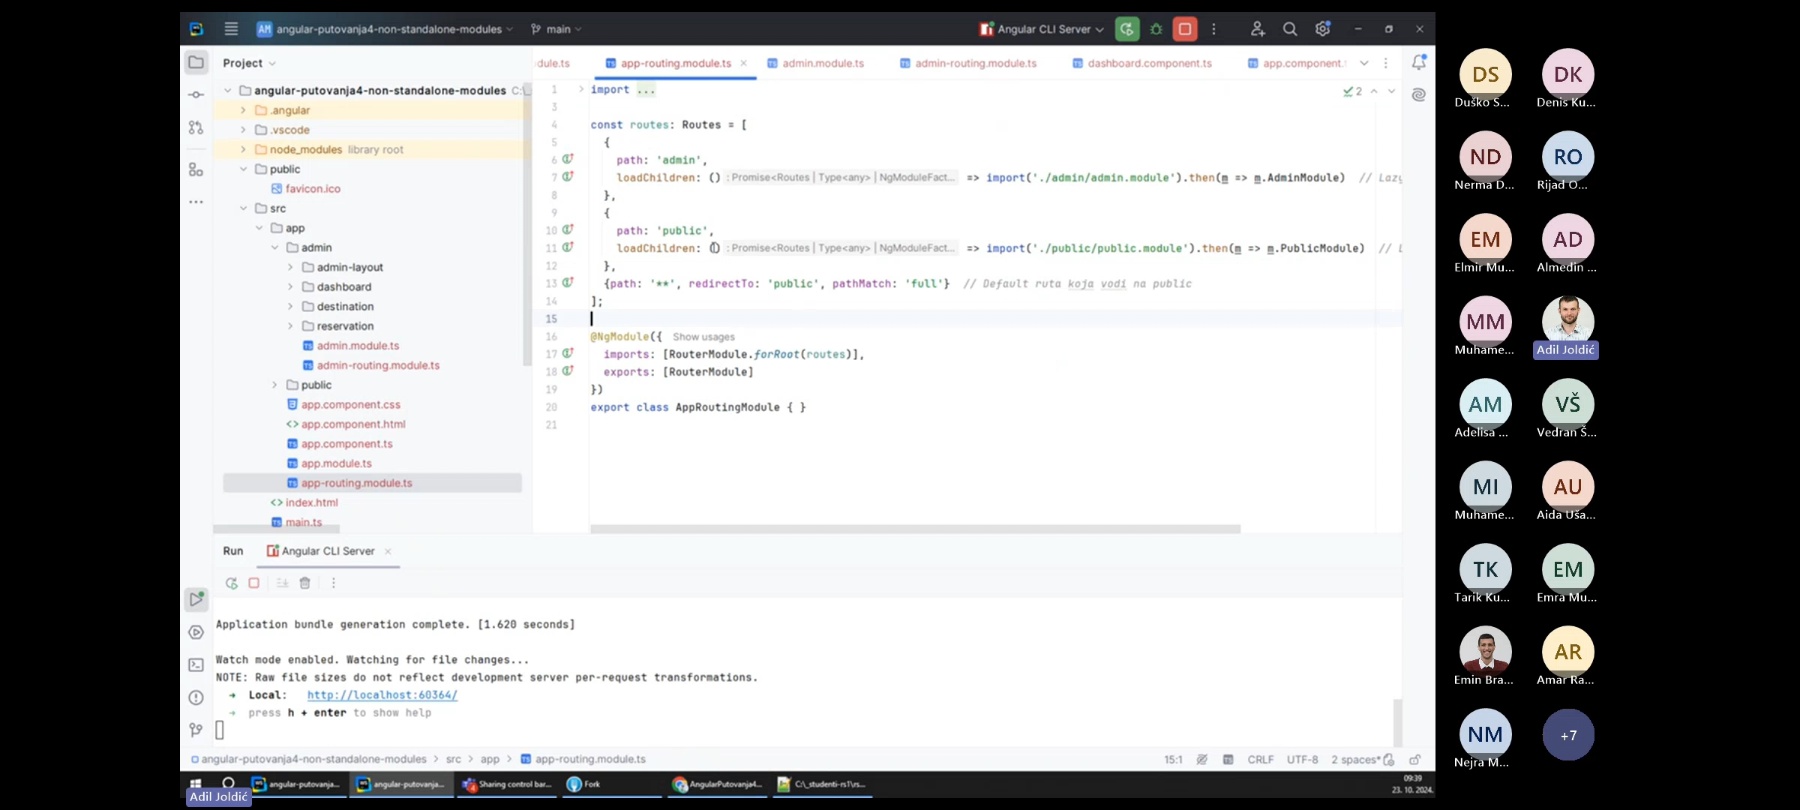 AM angular-putovanja4-non-standalone-modules main Angular CLI Server
Project
dule.ts app-routing.module.ts admin.module.ts admin-routing.module.ts dashboard.component.ts app.component.
angular-putovanja4-non-standalone-modules C:\
.angular
.vscode
node_modules library root
public
favicon.ico
src
app
admin
admin-layout
dashboard
destination
reservation
admin.module.ts
admin-routing.module.ts
public
app.component.css
app.component.html
app.component.ts
app.module.ts
app-routing.module.ts
index.html
main.ts
2
1 import ...
3
4 const routes: Routes = [
5 {
6 path: 'admin',
7 loadChildren: () : Promise<Routes | Type<any> | NgModuleFact... => import('./admin/admin.module').then(m => m.AdminModule) // Lazy
8 },
9 {
10 path: 'public',
11 loadChildren: () : Promise<Routes | Type<any> | NgModuleFact... => import('./public/public.module').then(m => m.PublicModule) // L
12 },
13 {path: '**', redirectTo: 'public', pathMatch: 'full'} // Default ruta koja vodi na public
14 ];
15
16 @NgModule({ Show usages
17 imports: [RouterModule.forRoot(routes)],
18 exports: [RouterModule]
19 })
20 export class AppRoutingModule { }
21
Run Angular CLI Server
Application bundle generation complete. [1.620 seconds]
Watch mode enabled. Watching for file changes...
NOTE: Raw file sizes do not reflect development server per-request transformations.
➜ Local: http://localhost:60364/
➜ press h + enter to show help
angular-putovanja4-non-standalone-modules > src > app > app-routing.module.ts 15:1 CRLF UTF-8 2 spaces*
angular-putovanja... angular-putovanja... Sharing control bar... Fork AngularPutovanja4... C:\_studenti-rs1\rs...
09:39
23. 10. 2024.
Adil Joldić
DS DK
Duško S... Denis Ku...
ND RO
Nerma D... Rijad O...
EM AD
Elmir Mu... Almedin ...
MM
Muhame... Adil Joldić
AM VŠ
Adelisa ... Vedran Š...
MI AU
Muhame... Aida Uša...
TK EM
Tarik Ku... Emra Mu...
AR
Emin Bra... Amar Ra...
NM +7
Nejra M...